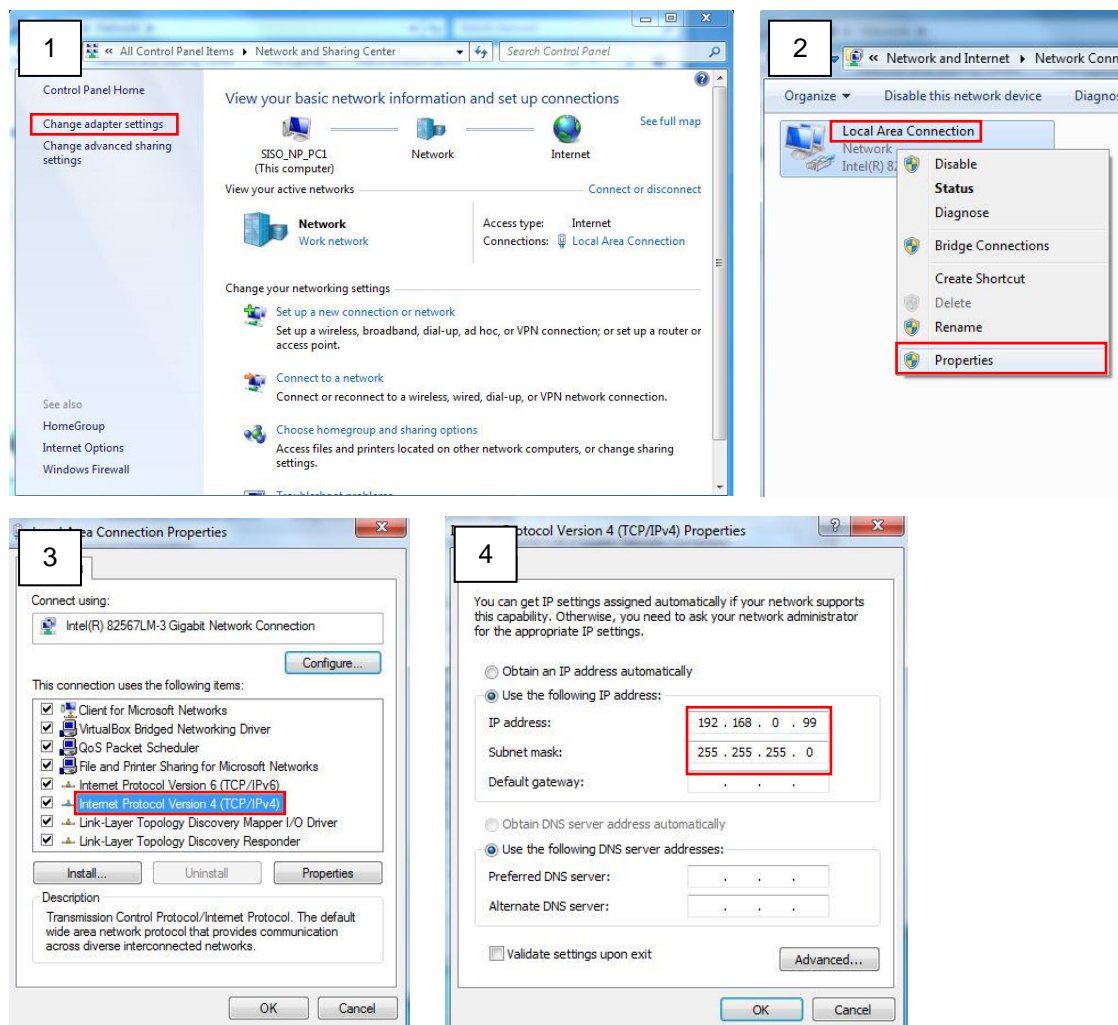 1
« All Control Panel Items ▸ Network and Sharing Center
Search Control Panel
Control Panel Home
Change adapter settings
Change advanced sharing
settings
See also
HomeGroup
Internet Options
Windows Firewall
View your basic network information and set up connections
See full map
SISO_NP_PC1
(This computer)
Network
Internet
View your active networks
Connect or disconnect
Network
Work network
Access type: Internet
Connections: Local Area Connection
Change your networking settings
Set up a new connection or network
Set up a wireless, broadband, dial-up, ad hoc, or VPN connection; or set up a router or
access point.
Connect to a network
Connect or reconnect to a wireless, wired, dial-up, or VPN network connection.
Choose homegroup and sharing options
Access files and printers located on other network computers, or change sharing
settings.
2
« Network and Internet ▸ Network Conn
Organize Disable this network device Diagnos
Local Area Connection
Network
Intel(R) 8
Disable
Status
Diagnose
Bridge Connections
Create Shortcut
Delete
Rename
Properties
3
ea Connection Properties
Connect using:
Intel(R) 82567LM-3 Gigabit Network Connection
Configure...
This connection uses the following items:
Client for Microsoft Networks
VirtualBox Bridged Networking Driver
QoS Packet Scheduler
File and Printer Sharing for Microsoft Networks
Internet Protocol Version 6 (TCP/IPv6)
Internet Protocol Version 4 (TCP/IPv4)
Link-Layer Topology Discovery Mapper I/O Driver
Link-Layer Topology Discovery Responder
Install... Uninstall Properties
Description
Transmission Control Protocol/Internet Protocol. The default
wide area network protocol that provides communication
across diverse interconnected networks.
OK Cancel
4
otocol Version 4 (TCP/IPv4) Properties
You can get IP settings assigned automatically if your network supports
this capability. Otherwise, you need to ask your network administrator
for the appropriate IP settings.
Obtain an IP address automatically
Use the following IP address:
IP address: 192 . 168 . 0 . 99
Subnet mask: 255 . 255 . 255 . 0
Default gateway: . . .
Obtain DNS server address automatically
Use the following DNS server addresses:
Preferred DNS server: . . .
Alternate DNS server: . . .
Validate settings upon exit
Advanced...
OK Cancel